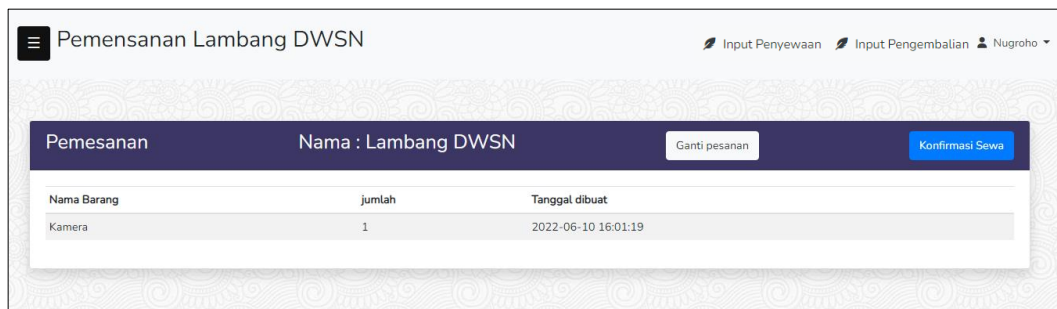 Pemensanan Lambang DWSN
Input Penyewaan Input Pengembalian Nugroho
Pemesanan Nama : Lambang DWSN Ganti pesanan Konfirmasi Sewa
Nama Barang jumlah Tanggal dibuat
Kamera 1 2022-06-10 16:01:19